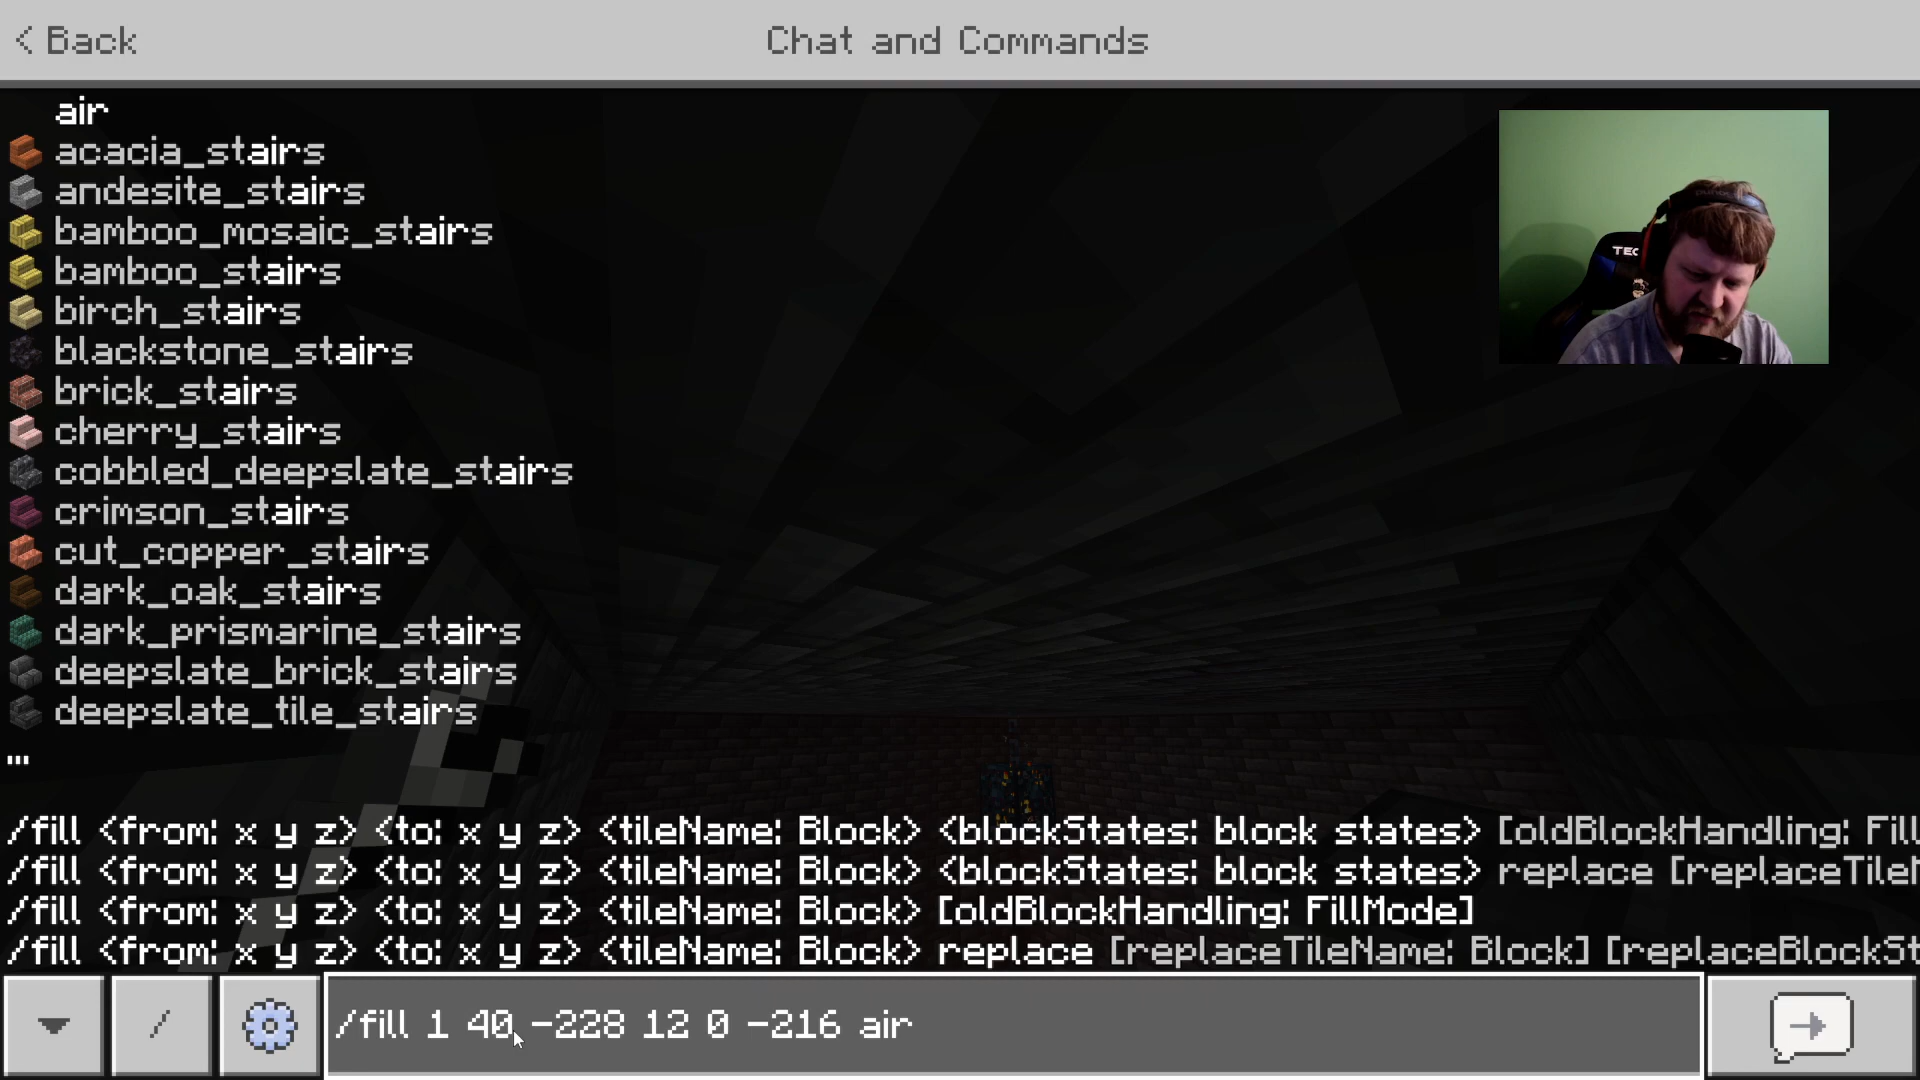 < Back
Chat and Commands
air
acacia_stairs
andesite_stairs
bamboo_mosaic_stairs
bamboo_stairs
birch_stairs
blackstone_stairs
brick_stairs
cherry_stairs
cobbled_deepslate_stairs
crimson_stairs
cut_copper_stairs
dark_oak_stairs
dark_prismarine_stairs
deepslate_brick_stairs
deepslate_tile_stairs
...
/fill <from: x y z> <to: x y z> <tileName: Block> <blockStates: block states> [oldBlockHandling: Fill
/fill <from: x y z> <to: x y z> <tileName: Block> <blockStates: block states> replace [replaceTileN
/fill <from: x y z> <to: x y z> <tileName: Block> [oldBlockHandling: FillMode]
/fill <from: x y z> <to: x y z> <tileName: Block> replace [replaceTileName: Block] [replaceBlockSt
/
/fill 1 40 -228 12 0 -216 air
TEC